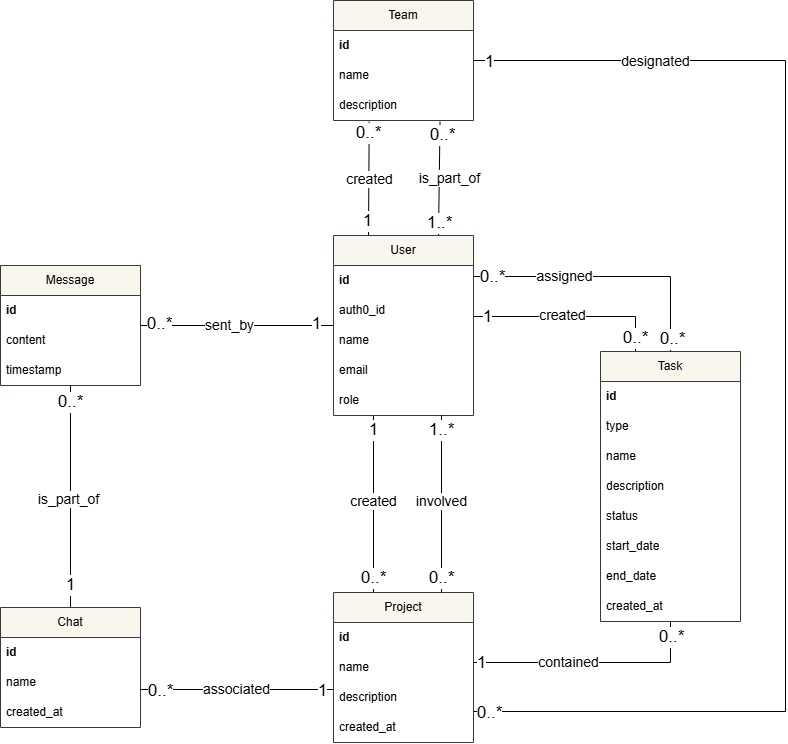 Team
id
name
description
1
designated
0..*
0..*
created
is_part_of
1
1..*
User
id
auth0_id
name
email
role
0..*
assigned
1
created
0..*
0..*
Message
id
content
timestamp
0..*
sent_by
1
Task
id
type
name
description
status
start_date
end_date
created_at
0..*
is_part_of
1
1
1..*
created
involved
0..*
0..*
0..*
Chat
id
name
created_at
Project
id
name
description
created_at
1
contained
0..*
associated
1
0..*